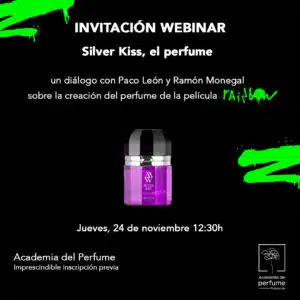 INVITACIÓN WEBINAR
Silver Kiss, el perfume
un diálogo con Paco León y Ramón Monegal
sobre la creación del perfume de la película rainbow
Jueves, 24 de noviembre 12:30h
Academia del Perfume
Imprescindible inscripción previa
Academia del
perfume